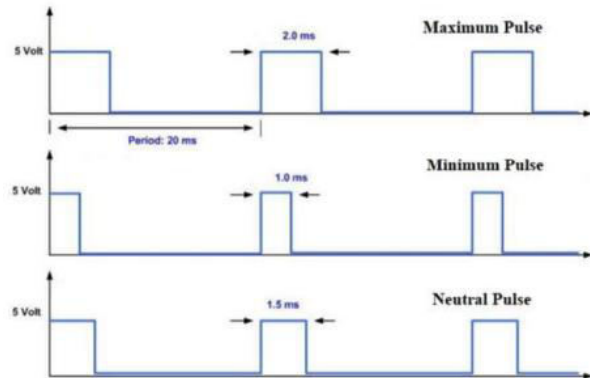 Maximum Pulse
2.0 ms
5 Volt
Period: 20 ms
Minimum Pulse
1.0 ms
5 Volt
Neutral Pulse
1.5 ms
5 Volt